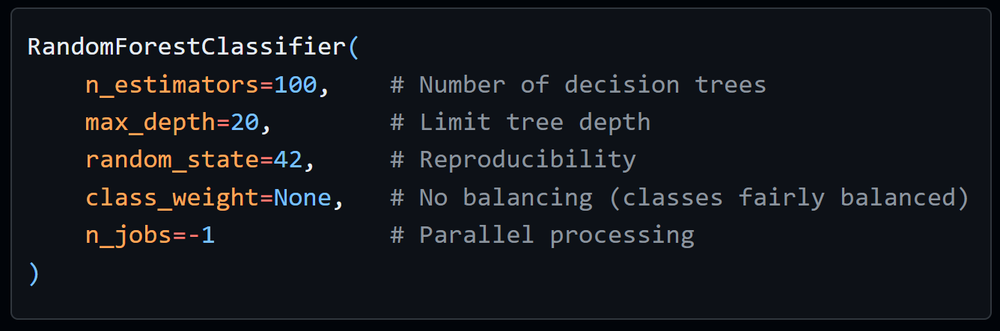 RandomForestClassifier(
    n_estimators=100,    # Number of decision trees
    max_depth=20,        # Limit tree depth
    random_state=42,     # Reproducibility
    class_weight=None,   # No balancing (classes fairly balanced)
    n_jobs=-1            # Parallel processing
)